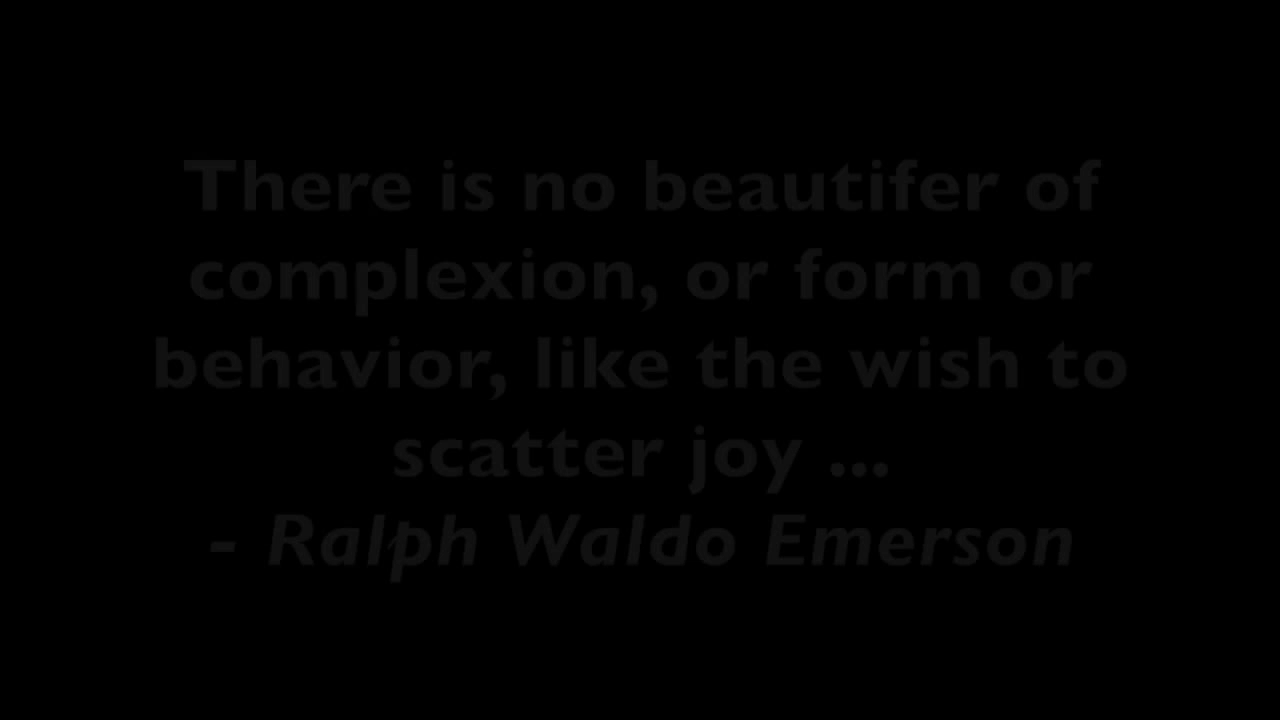 There is no beautifer of
complexion, or form or
behavior, like the wish to
scatter joy ...
- Ralph Waldo Emerson